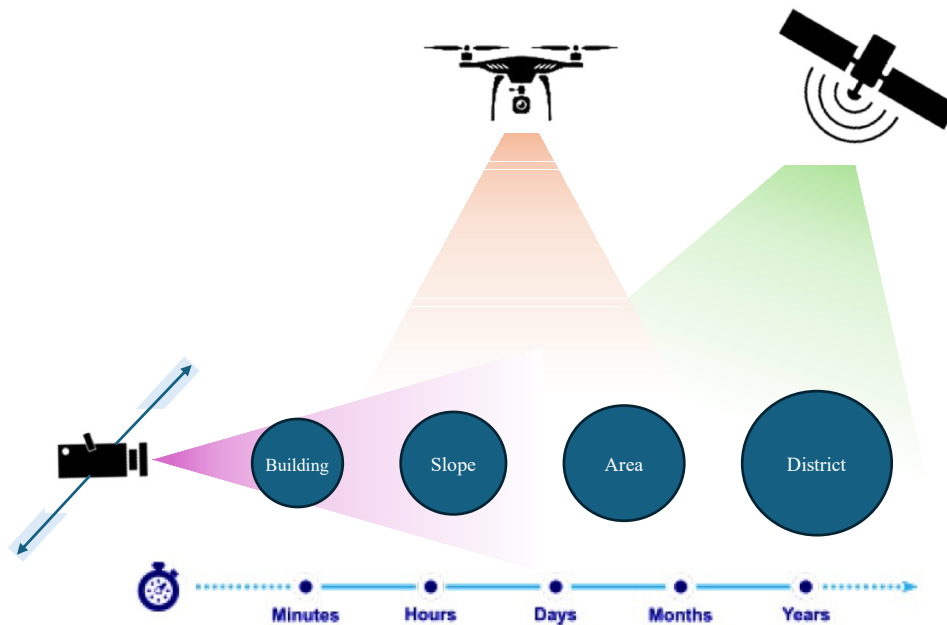 Building
Slope
Area
District
Minutes
Hours
Days
Months
Years